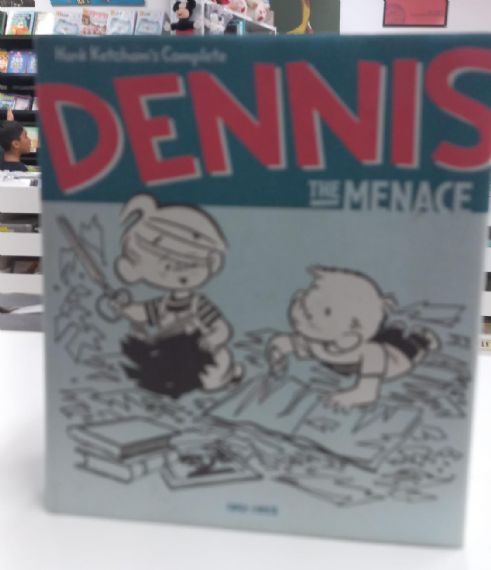 Hank Ketcham's Complete
DENNIS
THE MENACE